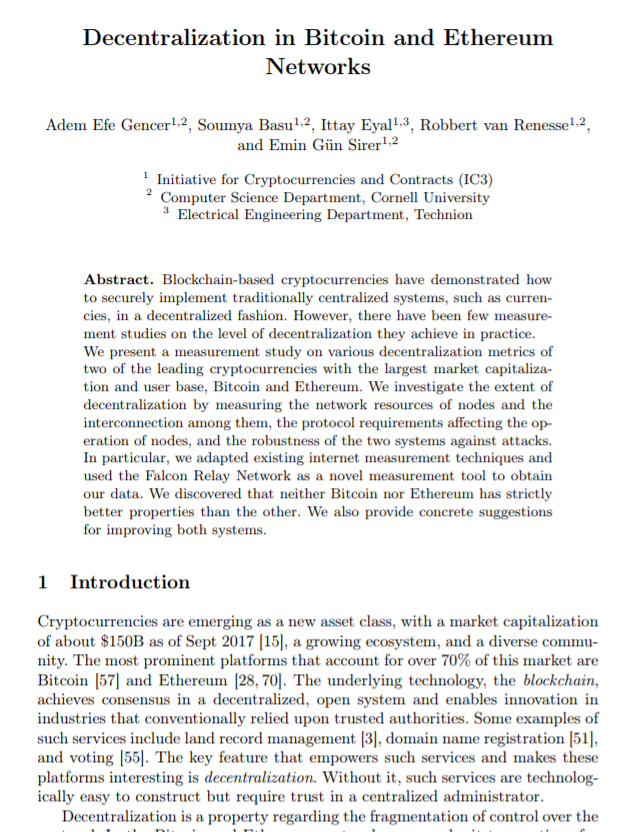 Decentralization in Bitcoin and Ethereum
Networks
Adem Efe Gencer1,2, Soumya Basu1,2, Ittay Eyal1,3, Robbert van Renesse1,2,
and Emin Gün Sirer1,2
1 Initiative for Cryptocurrencies and Contracts (IC3)
2 Computer Science Department, Cornell University
3 Electrical Engineering Department, Technion
Abstract. Blockchain-based cryptocurrencies have demonstrated how
to securely implement traditionally centralized systems, such as curren-
cies, in a decentralized fashion. However, there have been few measure-
ment studies on the level of decentralization they achieve in practice.
We present a measurement study on various decentralization metrics of
two of the leading cryptocurrencies with the largest market capitaliza-
tion and user base, Bitcoin and Ethereum. We investigate the extent of
decentralization by measuring the network resources of nodes and the
interconnection among them, the protocol requirements affecting the op-
eration of nodes, and the robustness of the two systems against attacks.
In particular, we adapted existing internet measurement techniques and
used the Falcon Relay Network as a novel measurement tool to obtain
our data. We discovered that neither Bitcoin nor Ethereum has strictly
better properties than the other. We also provide concrete suggestions
for improving both systems.
1 Introduction
Cryptocurrencies are emerging as a new asset class, with a market capitalization
of about $150B as of Sept 2017 [15], a growing ecosystem, and a diverse commu-
nity. The most prominent platforms that account for over 70% of this market are
Bitcoin [57] and Ethereum [28, 70]. The underlying technology, the blockchain,
achieves consensus in a decentralized, open system and enables innovation in
industries that conventionally relied upon trusted authorities. Some examples of
such services include land record management [3], domain name registration [51],
and voting [55]. The key feature that empowers such services and makes these
platforms interesting is decentralization. Without it, such services are technolog-
ically easy to construct but require trust in a centralized administrator.
Decentralization is a property regarding the fragmentation of control over the